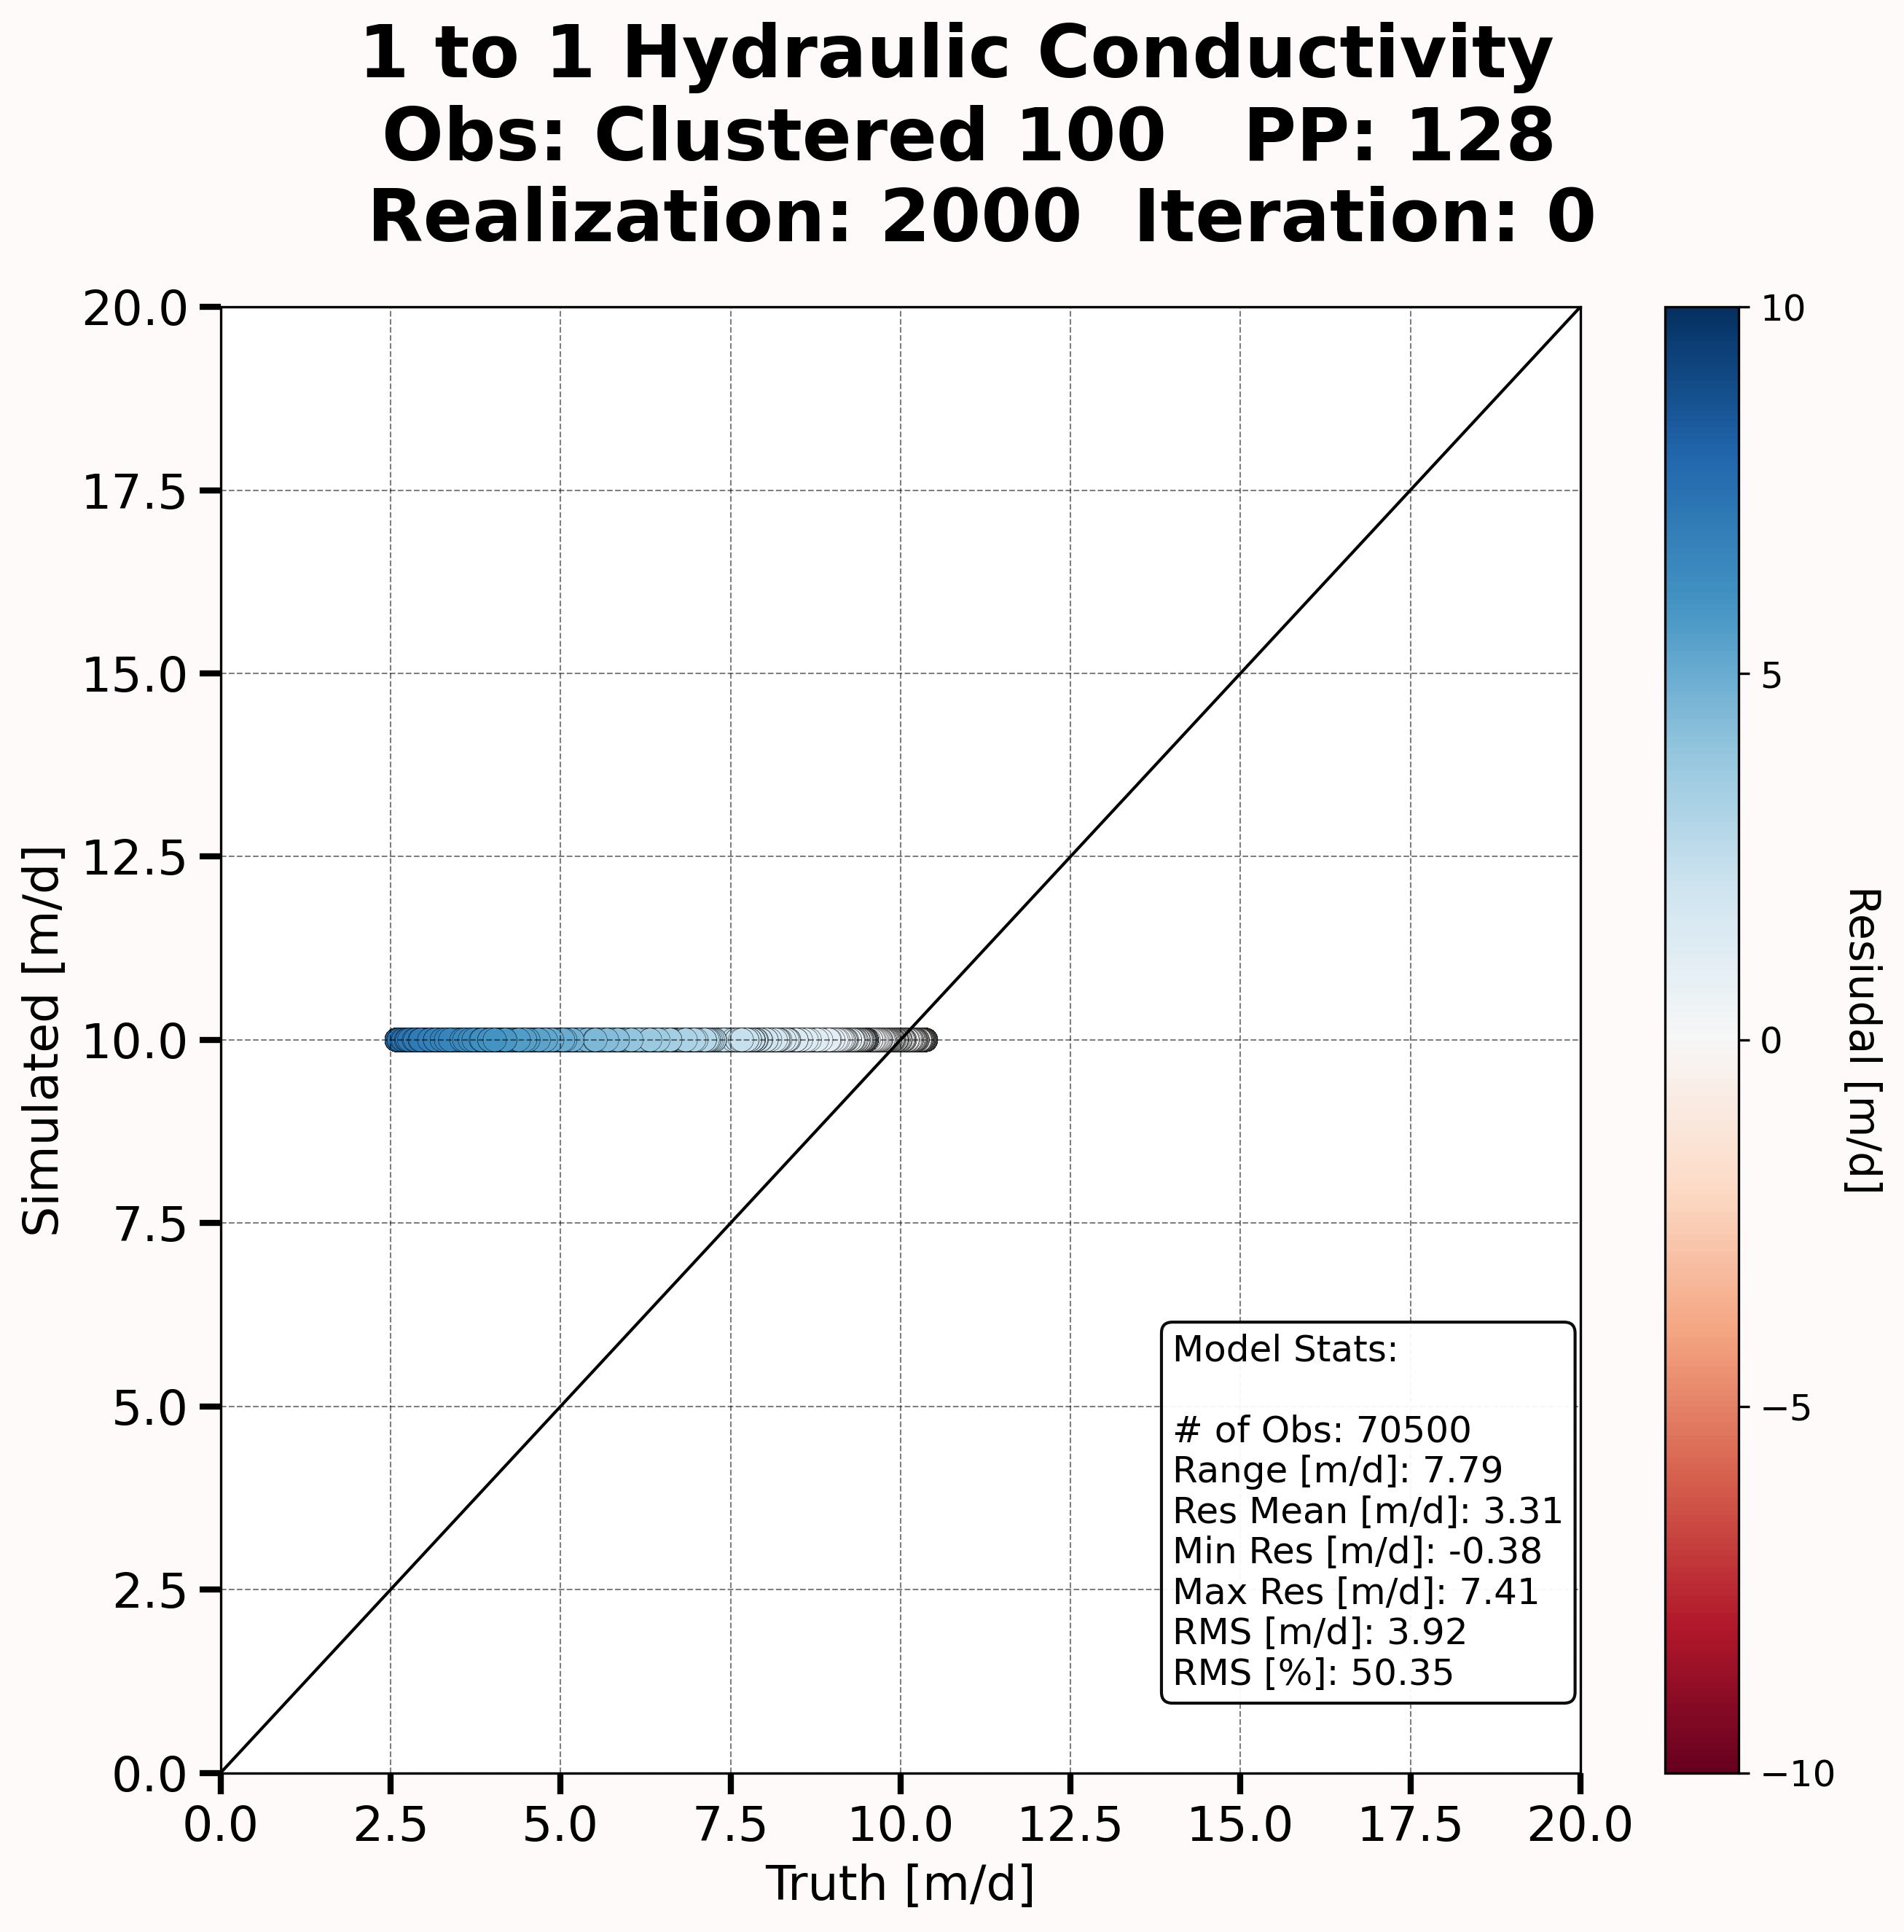 1 to 1 Hydraulic Conductivity
Obs: Clustered 100   PP: 128
Realization: 2000  Iteration: 0
20.0
17.5
15.0
12.5
10.0
7.5
5.0
2.5
0.0
Simulated [m/d]
0.0 2.5 5.0 7.5 10.0 12.5 15.0 17.5 20.0
Truth [m/d]
Model Stats:
# of Obs: 70500
Range [m/d]: 7.79
Res Mean [m/d]: 3.31
Min Res [m/d]: -0.38
Max Res [m/d]: 7.41
RMS [m/d]: 3.92
RMS [%]: 50.35
10
5
0
−5
−10
Resiudal [m/d]